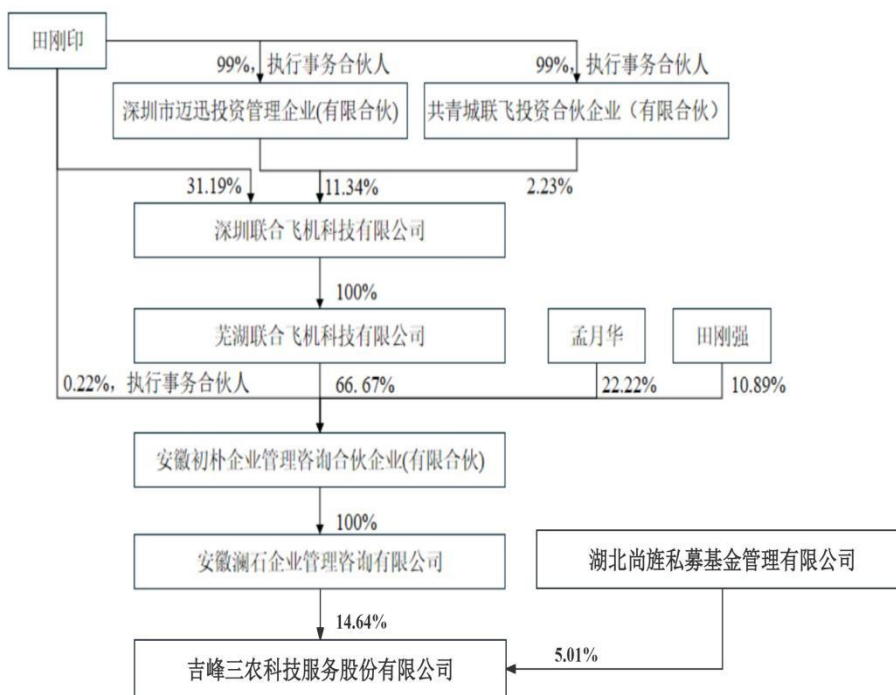 田刚印
99%，执行事务合伙人
99%，执行事务合伙人
深圳市迈迅投资管理企业(有限合伙)
共青城联飞投资合伙企业（有限合伙）
31.19%
11.34%
2.23%
深圳联合飞机科技有限公司
100%
芜湖联合飞机科技有限公司
孟月华
田刚强
0.22%，执行事务合伙人
66.67%
22.22%
10.89%
安徽初朴企业管理咨询合伙企业(有限合伙)
100%
安徽澜石企业管理咨询有限公司
湖北尚旌私募基金管理有限公司
14.64%
5.01%
吉峰三农科技服务股份有限公司